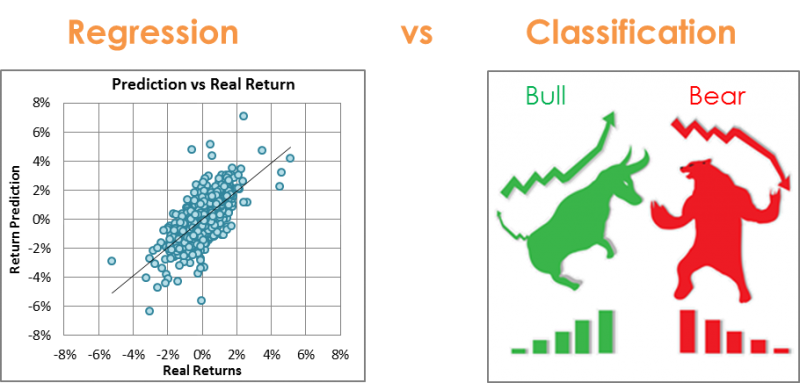 Regression vs Classification
Prediction vs Real Return
8%
6%
4%
2%
0%
-2%
-4%
-6%
-8%
Return Prediction
-8% -6% -4% -2% 0% 2% 4% 6% 8%
Real Returns
Bull Bear